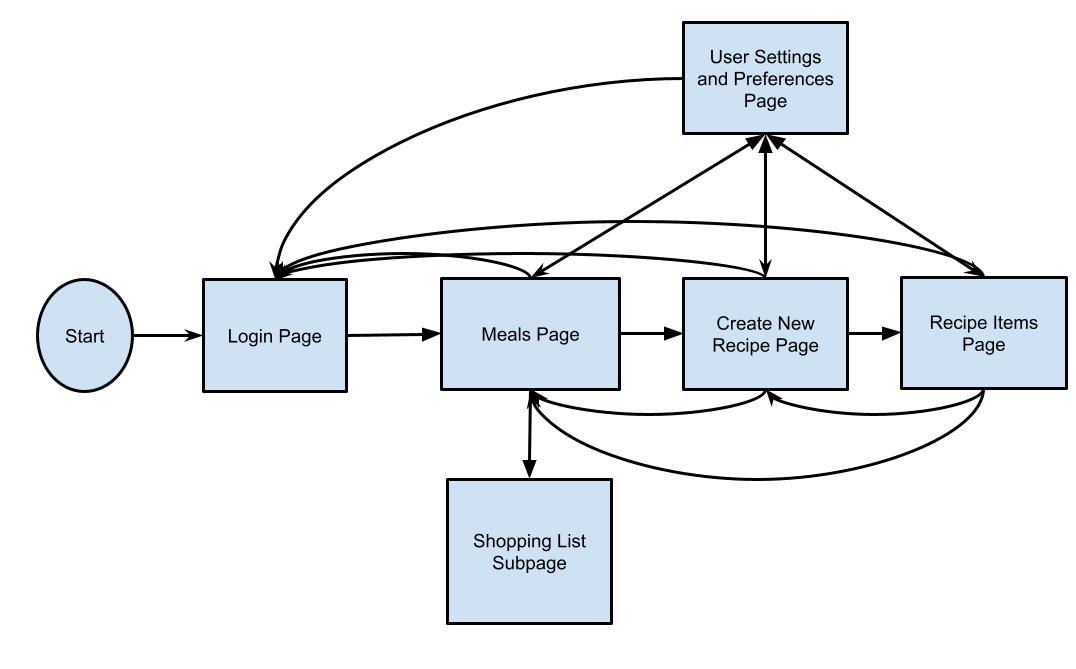 User Settings
and Preferences
Page
Start
Login Page
Meals Page
Create New
Recipe Page
Recipe Items
Page
Shopping List
Subpage